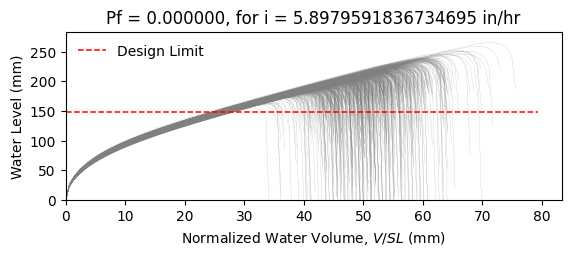 Pf = 0.000000, for i = 5.8979591836734695 in/hr
Design Limit
Water Level (mm)
250
200
150
100
50
0
0 10 20 30 40 50 60 70 80
Normalized Water Volume, V/SL (mm)